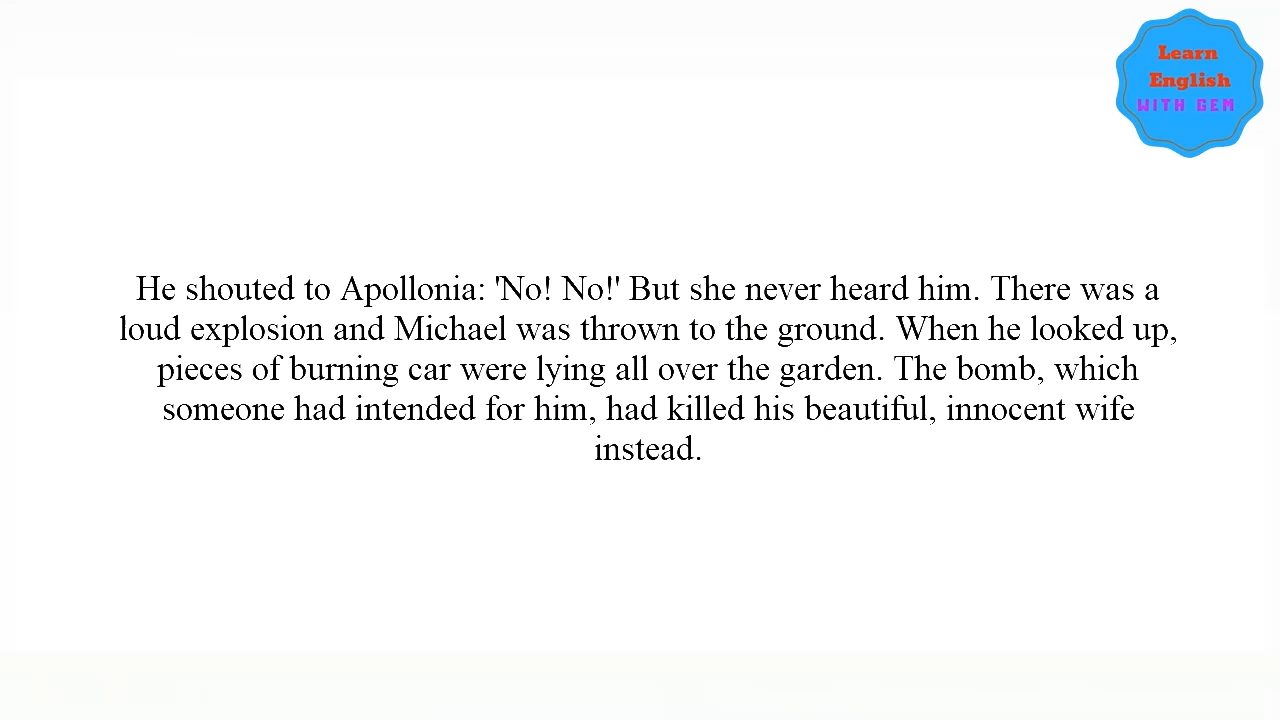 Learn
English
WITH GEM
He shouted to Apollonia: 'No! No!' But she never heard him. There was a
loud explosion and Michael was thrown to the ground. When he looked up,
pieces of burning car were lying all over the garden. The bomb, which
someone had intended for him, had killed his beautiful, innocent wife
instead.